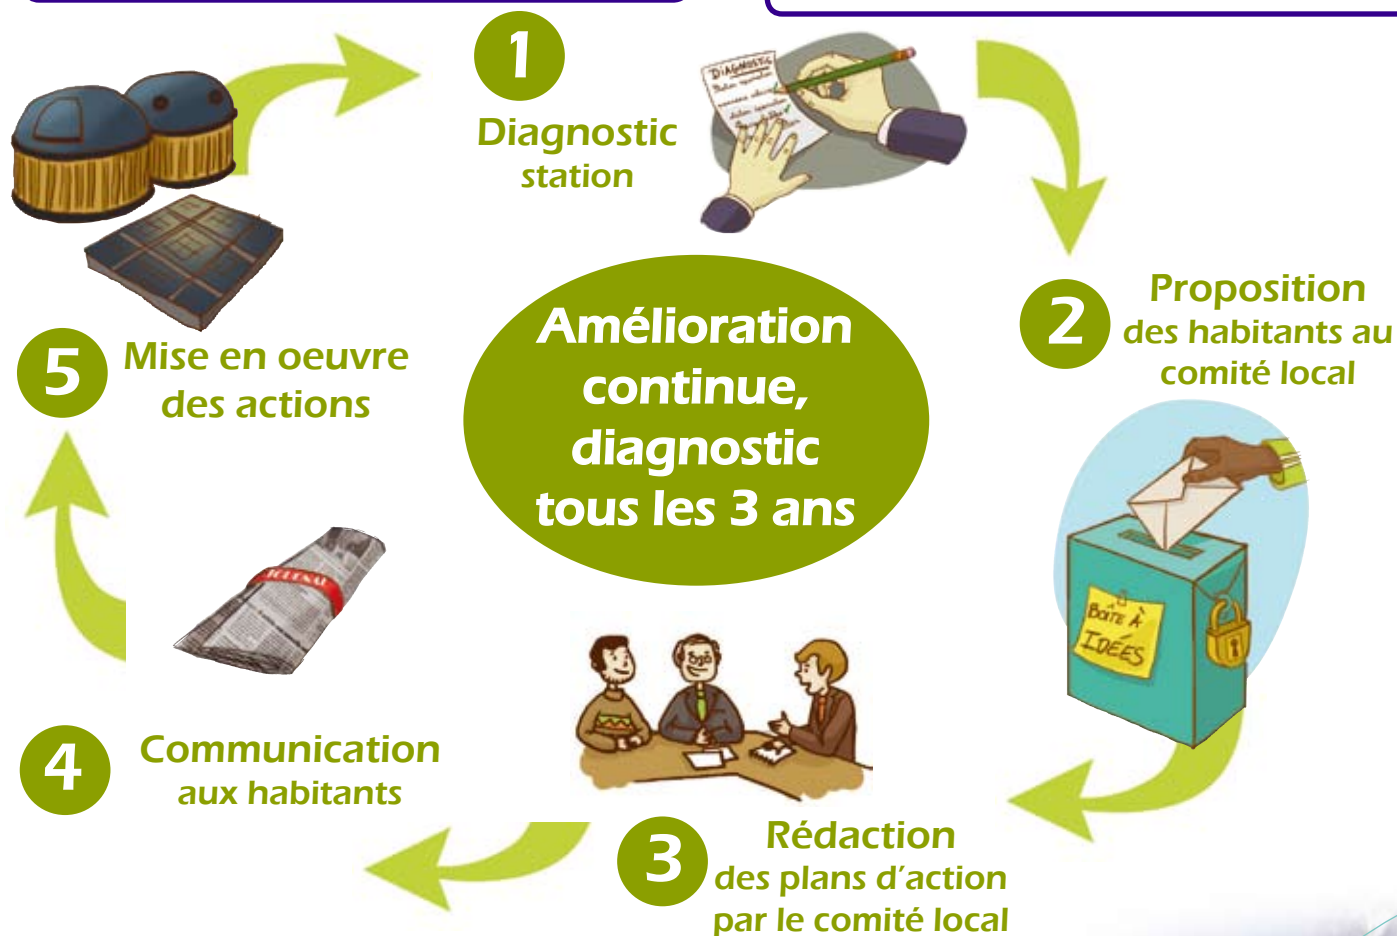 1
Diagnostic
station
DIAGNOSTIC
2
Proposition
des habitants au
comité local
BOÎTE À
IDÉES
Amélioration
continue,
diagnostic
tous les 3 ans
3
Rédaction
des plans d'action
par le comité local
4
Communication
aux habitants
JOURNAL
5
Mise en oeuvre
des actions